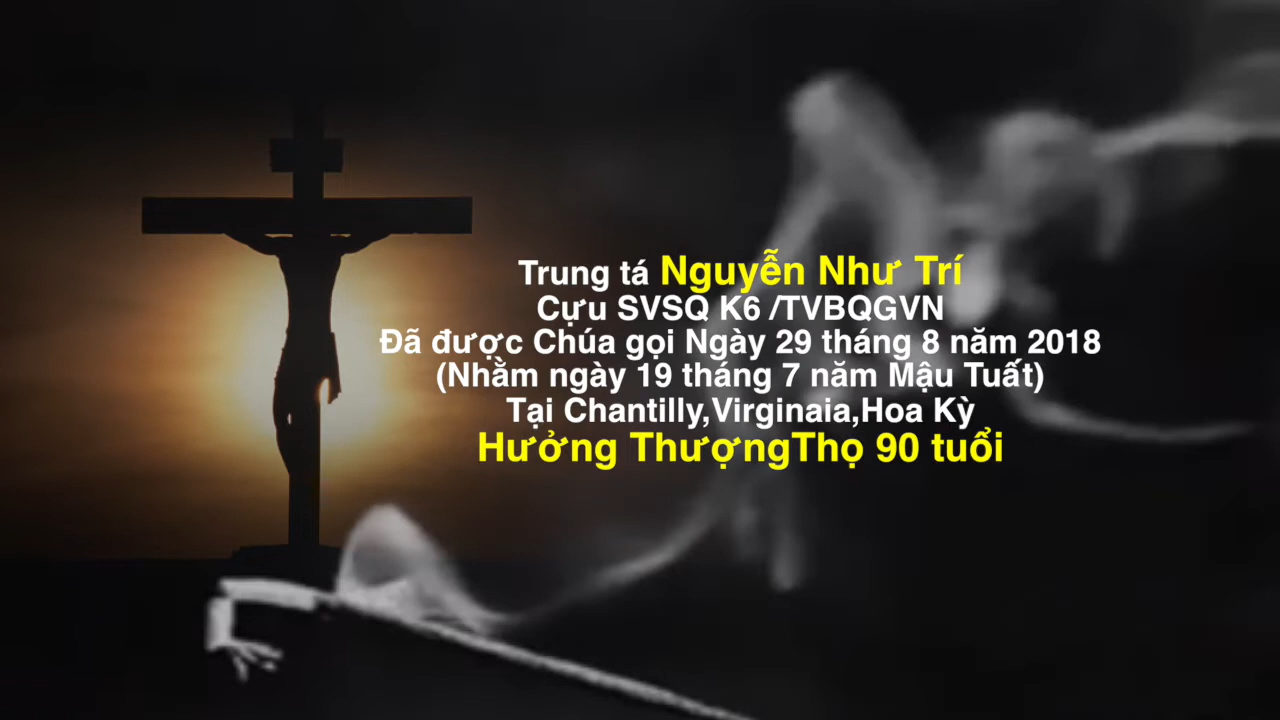 Trung tá Nguyễn Như Trí
Cựu SVSQ K6 /TVBQGVN
Đã được Chúa gọi Ngày 29 tháng 8 năm 2018
(Nhằm ngày 19 tháng 7 năm Mậu Tuất)
Tại Chantilly,Virginaia,Hoa Kỳ
Hưởng ThượngThọ 90 tuổi